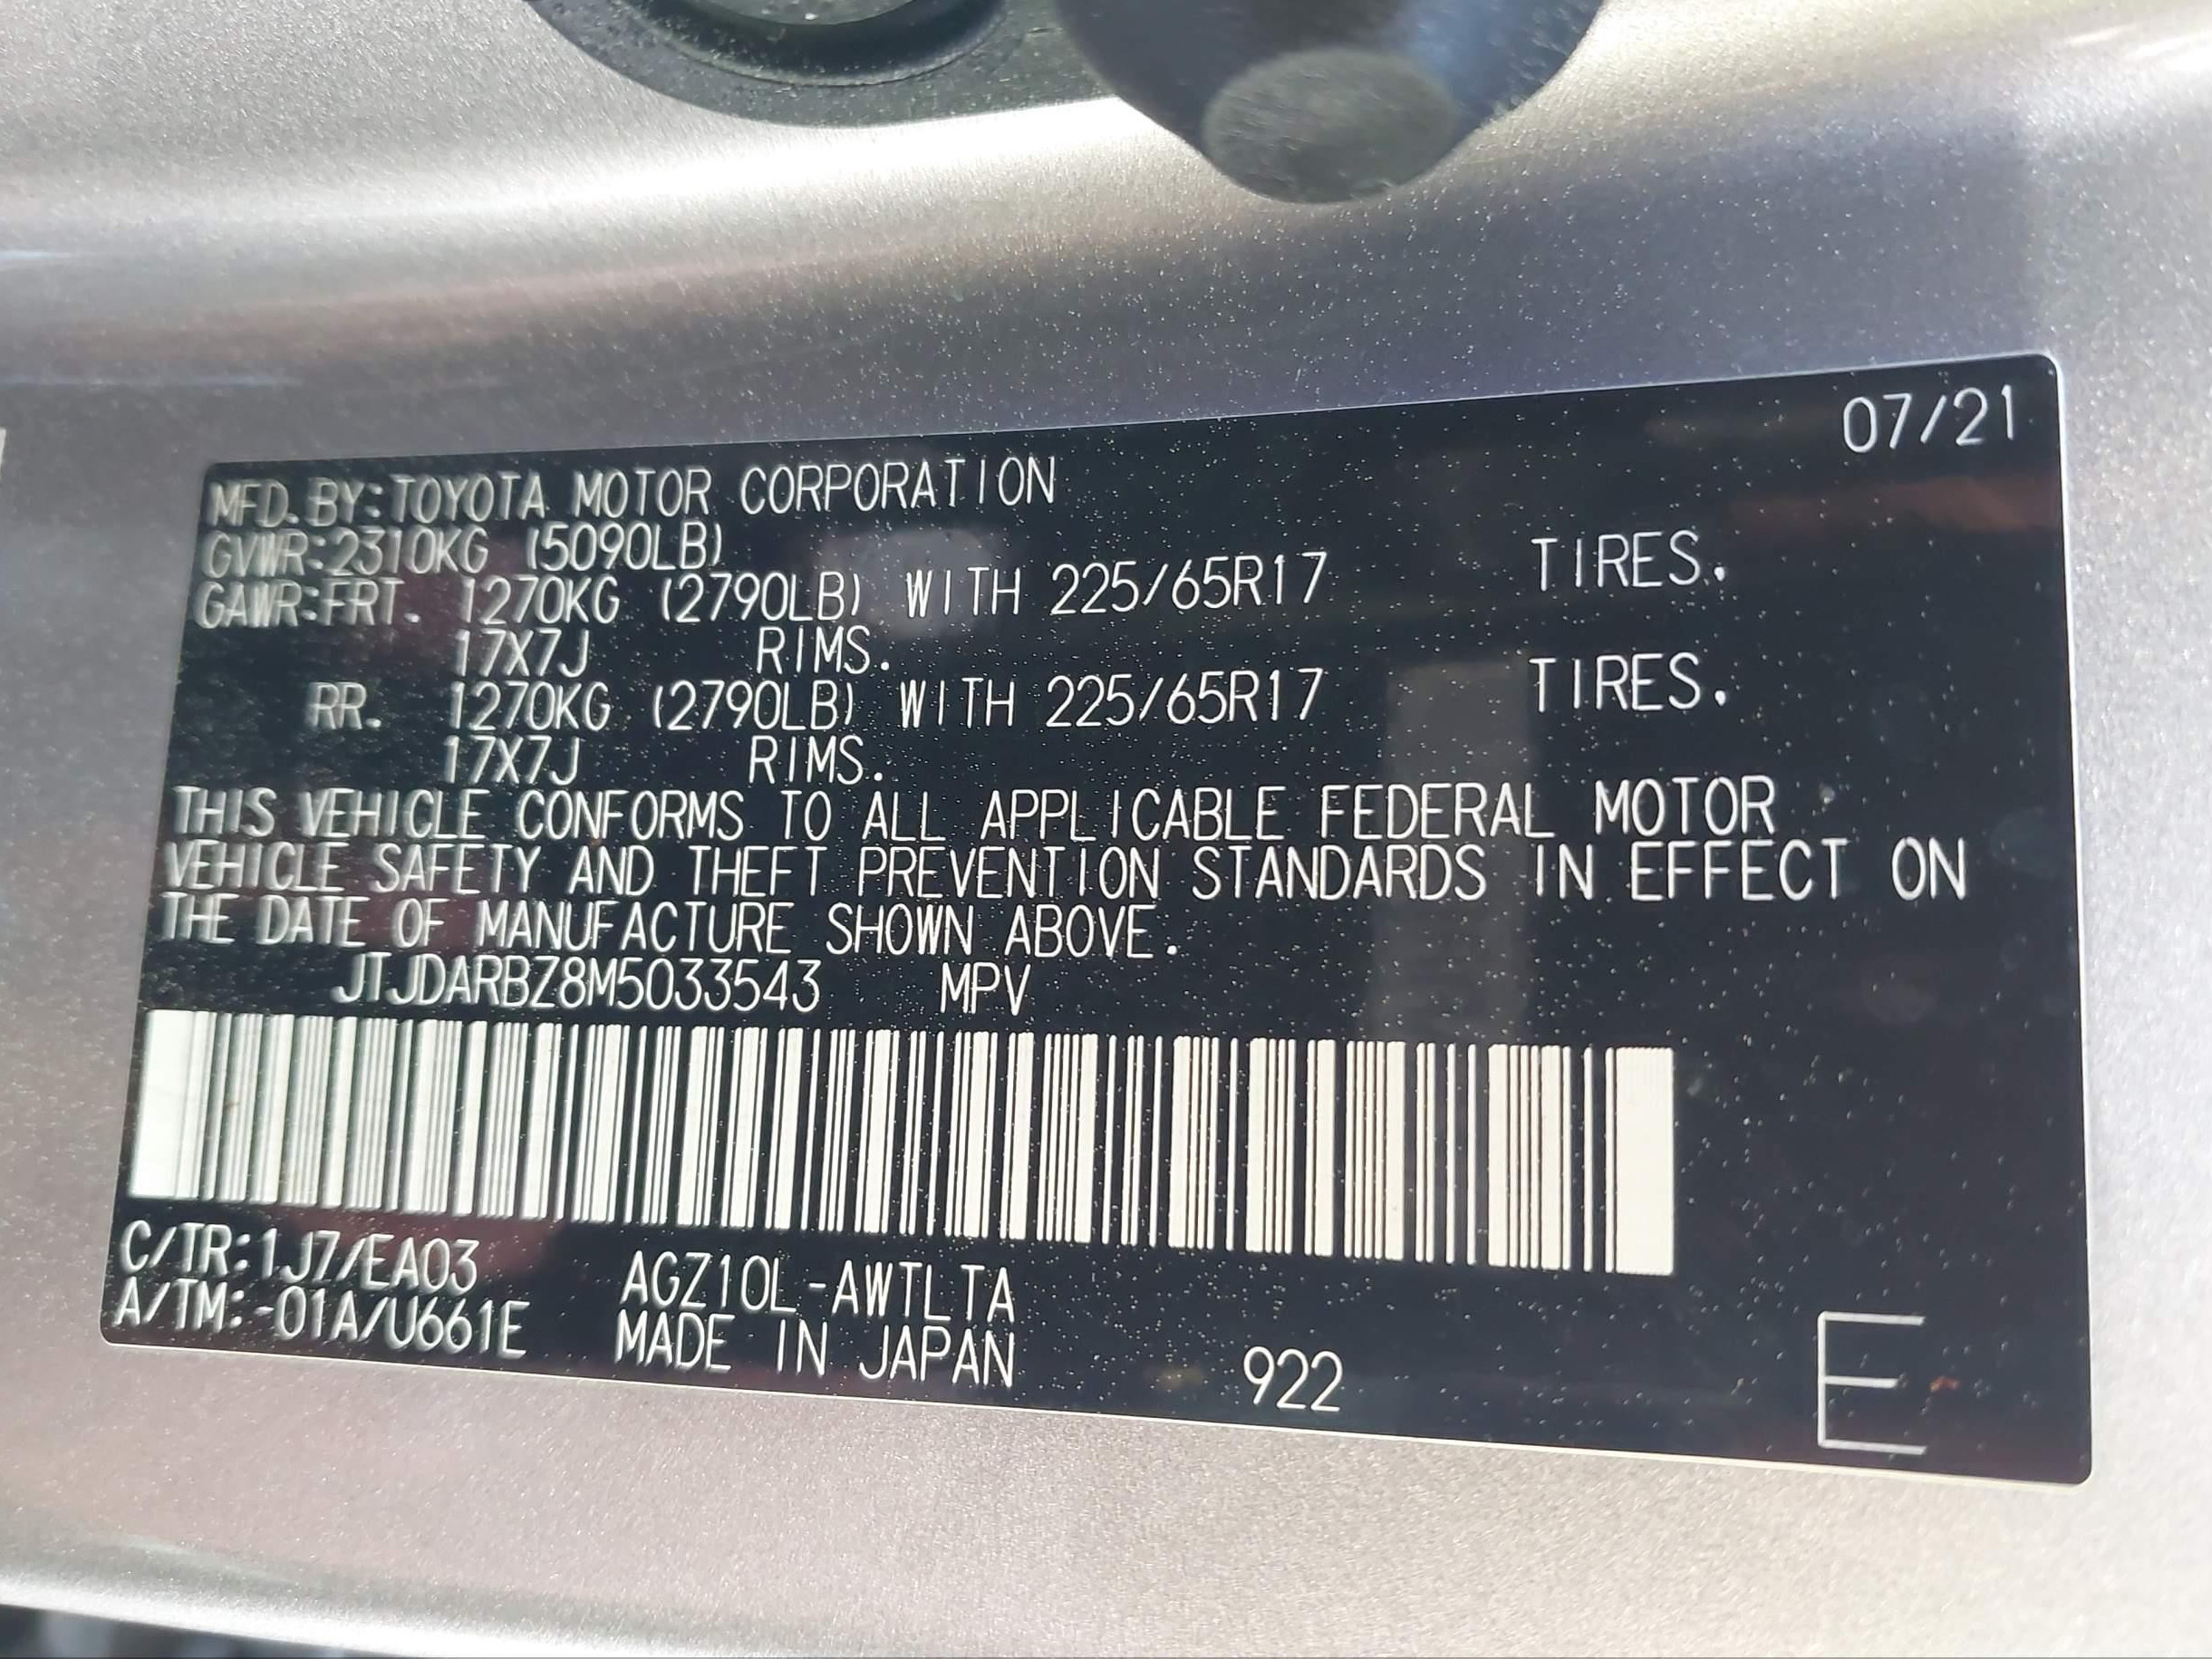 07/21
MFD. BY: TOYOTA MOTOR CORPORATION
GVWR: 2310KG (5090LB)
GAWR: FRT. 1270KG (2790LB) WITH 225/65R17 TIRES.
17X7J RIMS.
RR. 1270KG (2790LB) WITH 225/65R17 TIRES.
17X7J RIMS.
THIS VEHICLE CONFORMS TO ALL APPLICABLE FEDERAL MOTOR
VEHICLE SAFETY AND THEFT PREVENTION STANDARDS IN EFFECT ON
THE DATE OF MANUFACTURE SHOWN ABOVE.
JTJDARBZ8M5033543 MPV
C/TR: 1J7/EA03 AGZ10L-AWTLTA
A/TM: -01A/U661E MADE IN JAPAN 922
E